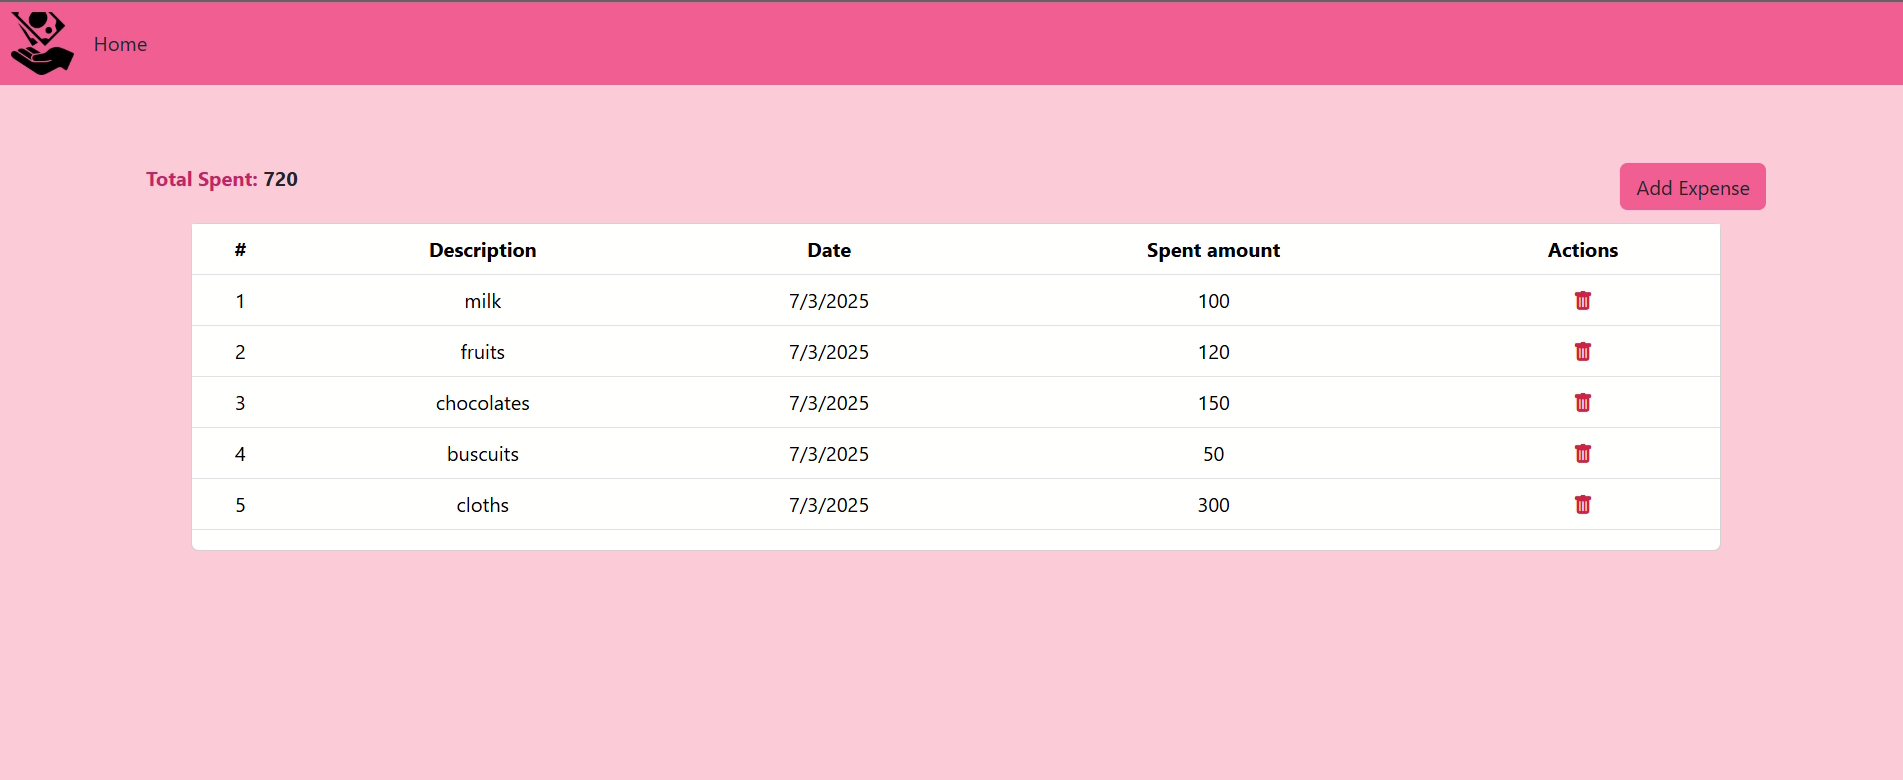 Home
Total Spent: 720
Add Expense
# Description Date Spent amount Actions
1 milk 7/3/2025 100
2 fruits 7/3/2025 120
3 chocolates 7/3/2025 150
4 buscuits 7/3/2025 50
5 cloths 7/3/2025 300